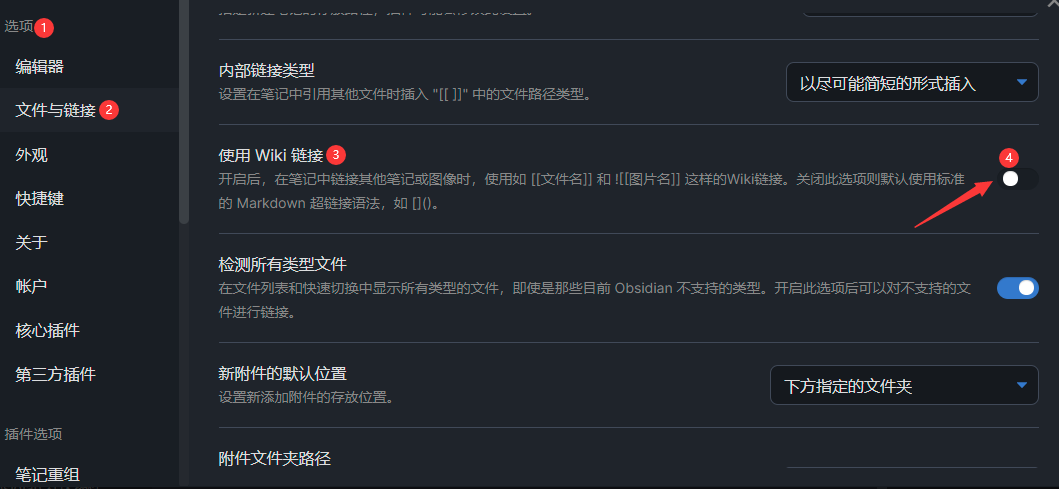 选项 1
编辑器
文件与链接 2
外观
快捷键
关于
帐户
核心插件
第三方插件
插件选项
笔记重组
内部链接类型
设置在笔记中引用其他文件时插入 "[[ ]]" 中的文件路径类型。
以尽可能简短的形式插入
使用 Wiki 链接 3
开启后，在笔记中链接其他笔记或图像时，使用如 [[文件名]] 和 ![[图片名]] 这样的Wiki链接。关闭此选项则默认使用标准
的 Markdown 超链接语法，如 []()。
4
检测所有类型文件
在文件列表和快速切换中显示所有类型的文件，即使是那些目前 Obsidian 不支持的类型。开启此选项后可以对不支持的文
件进行链接。
新附件的默认位置
设置新添加附件的存放位置。
下方指定的文件夹
附件文件夹路径